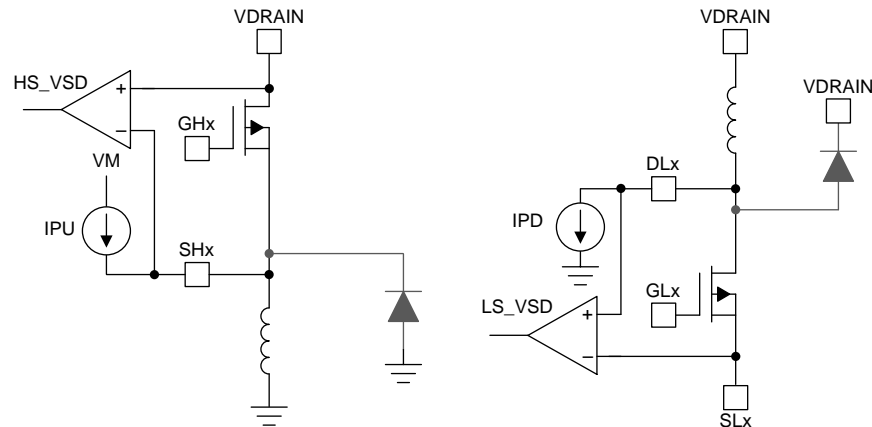 VDRAIN
HS_VSD
+
−
GHx
VM
IPU
SHx
VDRAIN
VDRAIN
DLx
IPD
GLx
LS_VSD
+
−
SLx